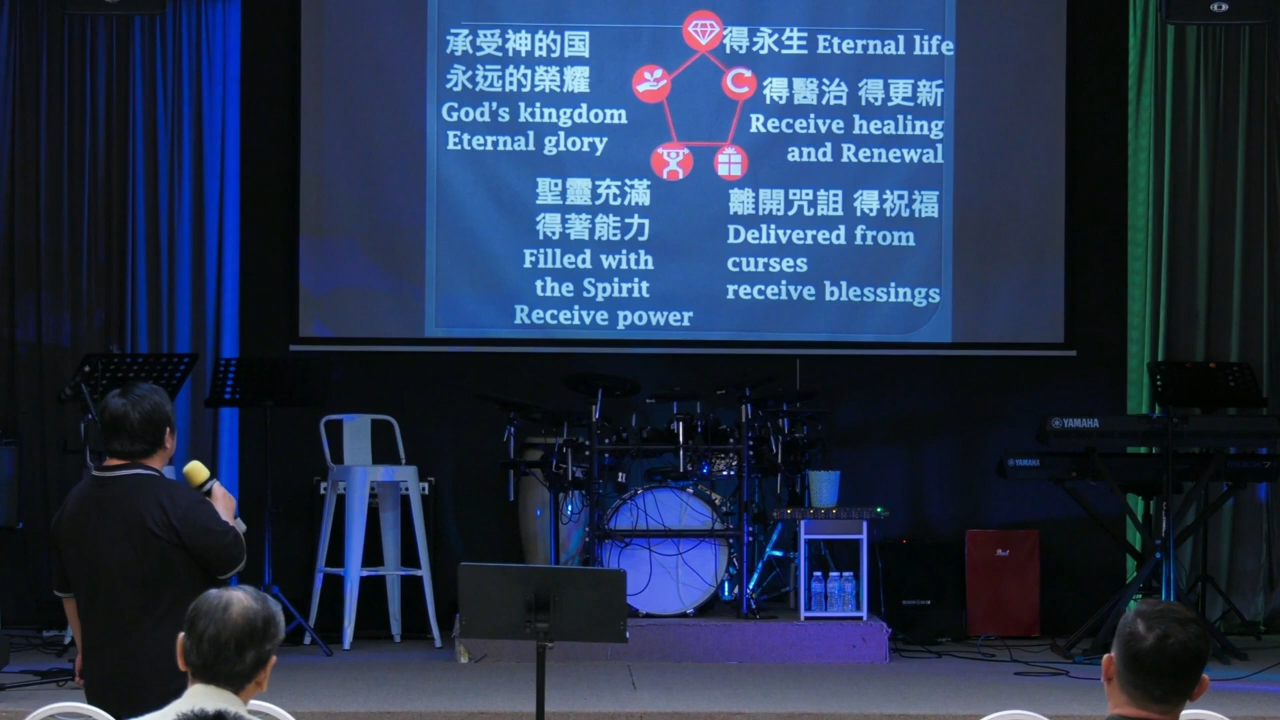 承受神的国
永远的榮耀
God's kingdom
Eternal glory
得永生 Eternal life
得醫治 得更新
Receive healing
and Renewal
聖靈充滿
得著能力
Filled with
the Spirit
Receive power
離開咒詛 得祝福
Delivered from
curses
receive blessings
YAMAHA
YAMAHA
Pearl